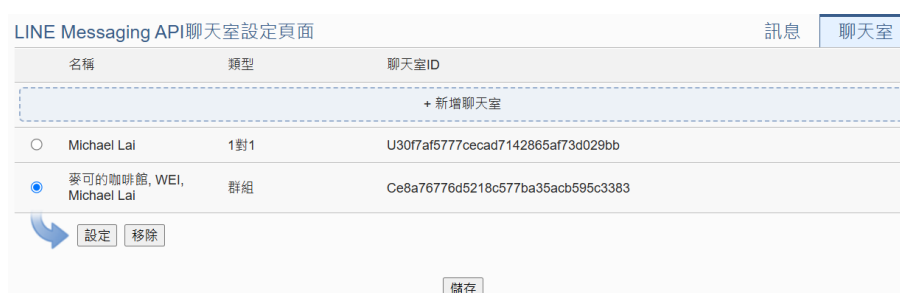 LINE Messaging API聊天室設定頁面 訊息 聊天室
名稱 類型 聊天室ID
+ 新增聊天室
Michael Lai 1對1 U30f7af5777cecad7142865af73d029bb
麥可的咖啡館, WEI,
Michael Lai 群組 Ce8a76776d5218c577ba35acb595c3383
設定 移除
儲存